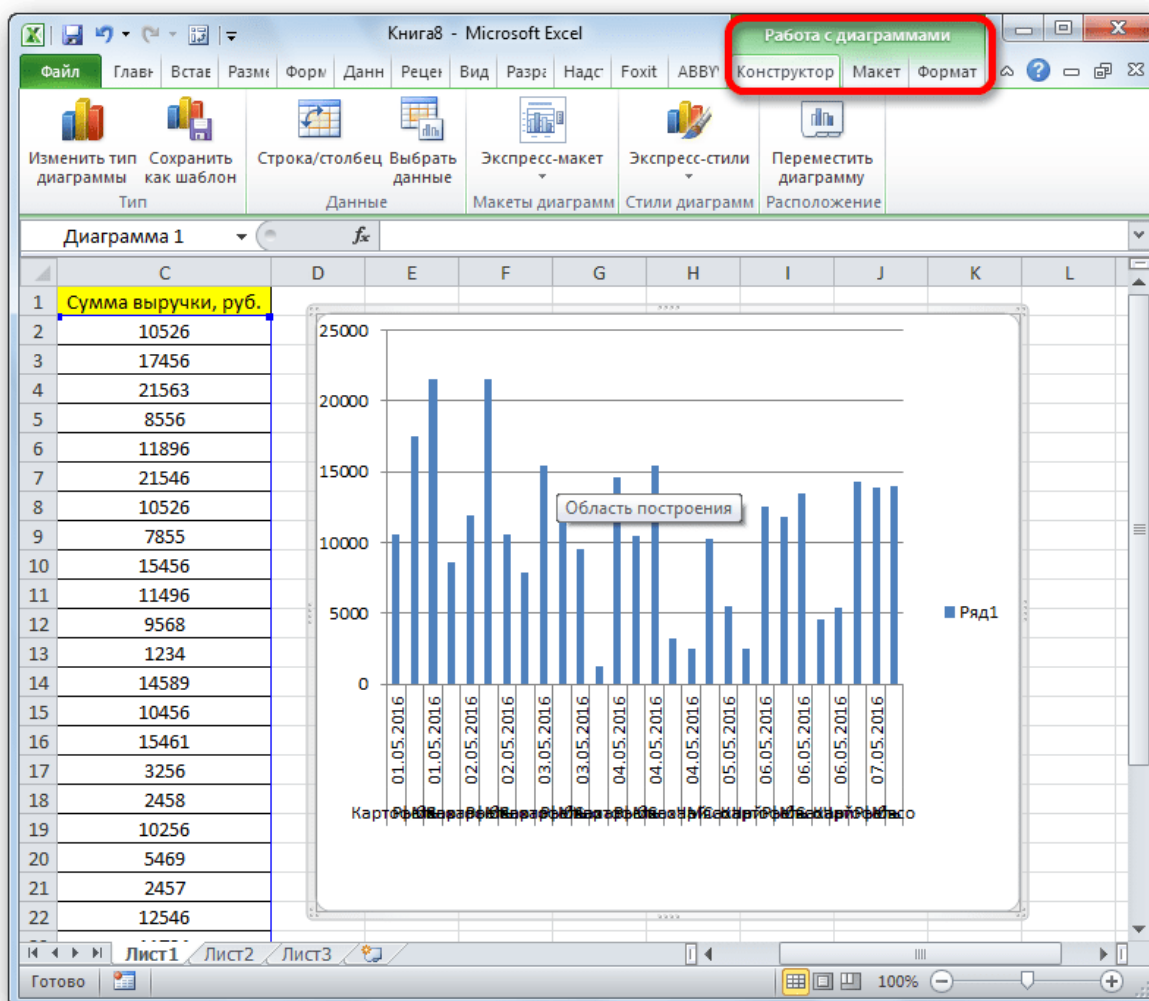 Книга8 - Microsoft Excel
Работа с диаграммами
Файл Главн Встав Разме Форм Данн Рецен Вид Разра Надс Foxit ABBY Конструктор Макет Формат
Изменить тип диаграммы
Сохранить как шаблон
Тип
Строка/столбец
Выбрать данные
Данные
Экспресс-макет
Макеты диаграмм
Экспресс-стили
Стили диаграмм
Переместить диаграмму
Расположение
Диаграмма 1 fx
C D E F G H I J K L
1 Сумма выручки, руб.
2 10526
3 17456
4 21563
5 8556
6 11896
7 21546
8 10526
9 7855
10 15456
11 11496
12 9568
13 1234
14 14589
15 10456
16 15461
17 3256
18 2458
19 10256
20 5469
21 2457
22 12546
25000
20000
15000
10000
5000
0
Область построения
Ряд1
01.05.2016 01.05.2016 02.05.2016 02.05.2016 03.05.2016 03.05.2016 04.05.2016 04.05.2016 04.05.2016 05.05.2016 06.05.2016 06.05.2016 06.05.2016 07.05.2016
Лист1 Лист2 Лист3
Готово 100%